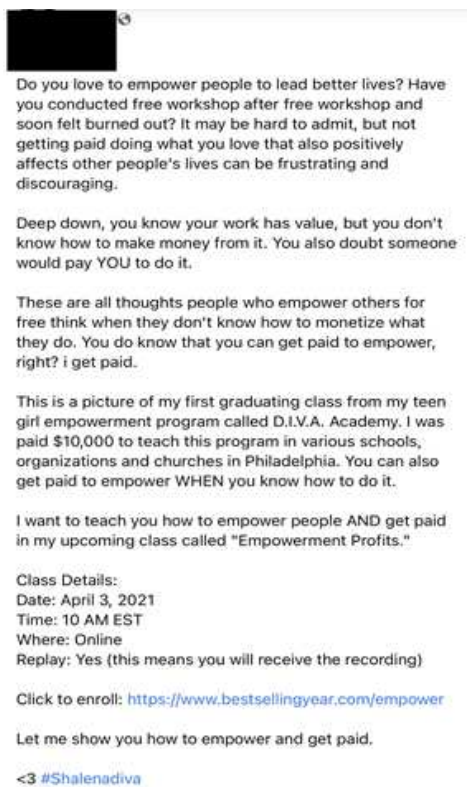 Do you love to empower people to lead better lives? Have
you conducted free workshop after free workshop and
soon felt burned out? It may be hard to admit, but not
getting paid doing what you love that also positively
affects other people's lives can be frustrating and
discouraging.
Deep down, you know your work has value, but you don't
know how to make money from it. You also doubt someone
would pay YOU to do it.
These are all thoughts people who empower others for
free think when they don't know how to monetize what
they do. You do know that you can get paid to empower,
right? i get paid.
This is a picture of my first graduating class from my teen
girl empowerment program called D.I.V.A. Academy. I was
paid $10,000 to teach this program in various schools,
organizations and churches in Philadelphia. You can also
get paid to empower WHEN you know how to do it.
I want to teach you how to empower people AND get paid
in my upcoming class called "Empowerment Profits."
Class Details:
Date: April 3, 2021
Time: 10 AM EST
Where: Online
Replay: Yes (this means you will receive the recording)
Click to enroll: https://www.bestsellingyear.com/empower
Let me show you how to empower and get paid.
<3 #Shalenadiva